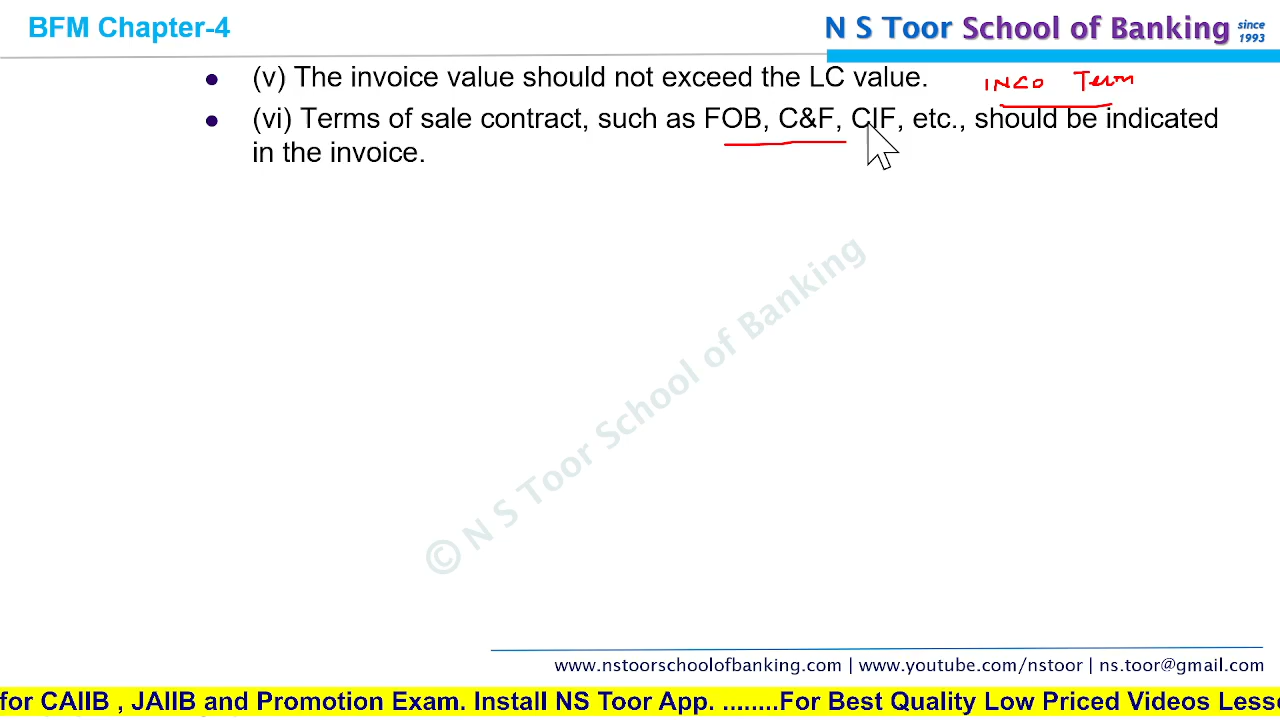 BFM Chapter-4
N S Toor School of Banking since 1993
(v) The invoice value should not exceed the LC value. INCO Term
(vi) Terms of sale contract, such as FOB, C&F, CIF, etc., should be indicated
in the invoice.
© N S Toor School of Banking
www.nstoorschoolofbanking.com | www.youtube.com/nstoor | ns.toor@gmail.com
for CAIIB , JAIIB and Promotion Exam. Install NS Toor App. ........For Best Quality Low Priced Videos Lesso